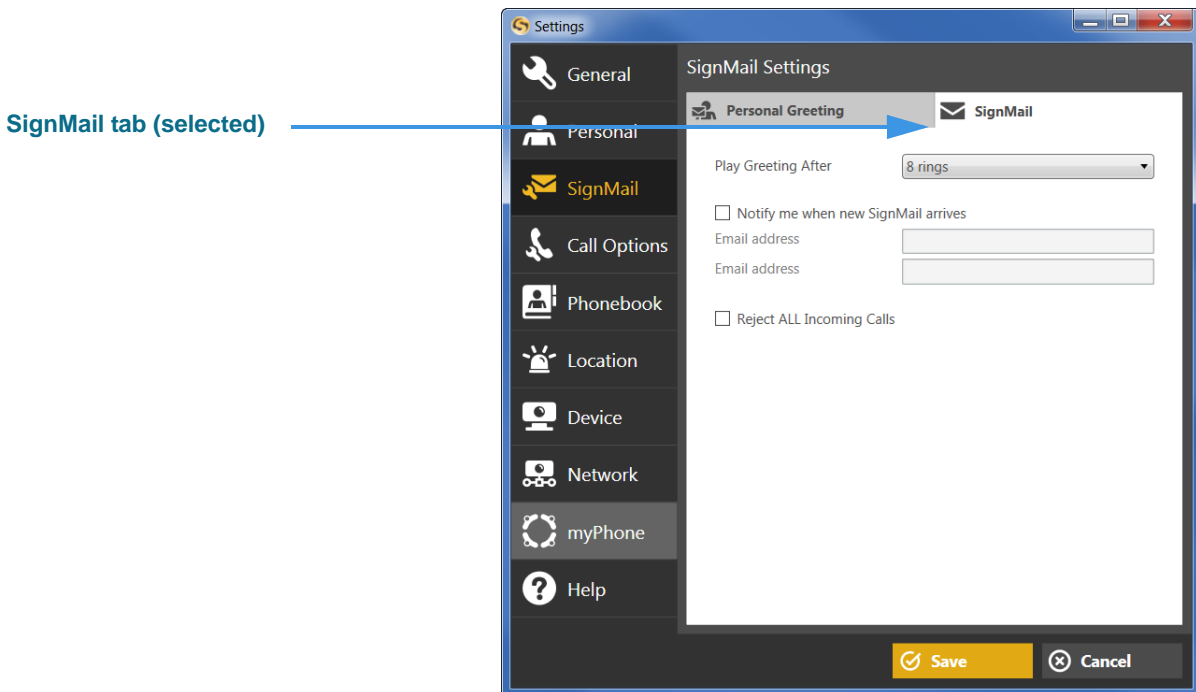 Settings
SignMail tab (selected)
General
Personal
SignMail
Call Options
Phonebook
Location
Device
Network
myPhone
Help
SignMail Settings
Personal Greeting
SignMail
Play Greeting After
8 rings
Notify me when new SignMail arrives
Email address
Email address
Reject ALL Incoming Calls
Save
Cancel